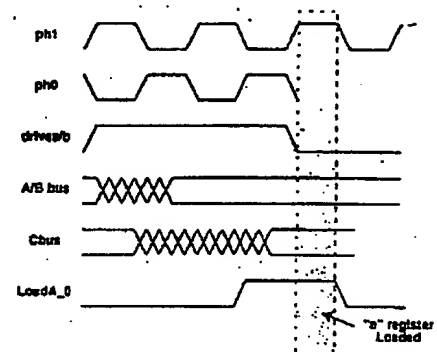 ph1
ph0
drivea/b
A/B bus
Cbus
LoadA_0
"a" register
Loaded